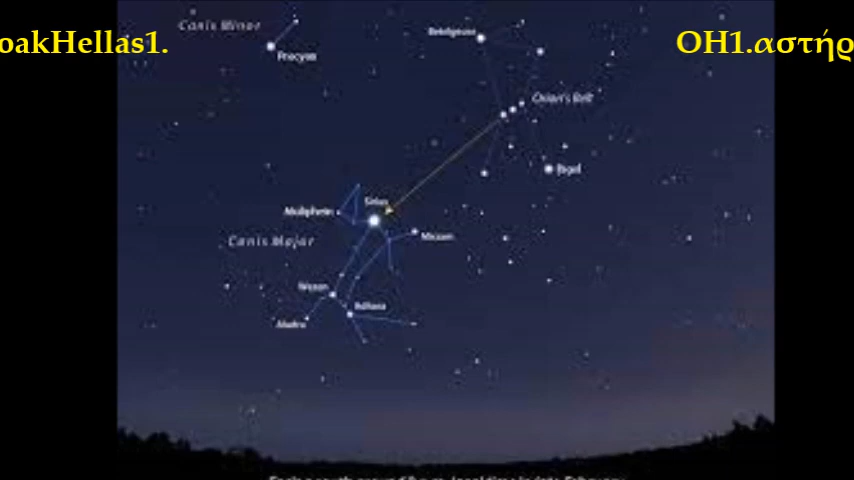 Canis Minor
Betelgeuse
oakHellas1.
OH1.αστήρ
Procyon
Orion's Belt
Rigel
Sirius
Muliphein
Mirzam
Canis Major
Wezen
Adhara
Aludra